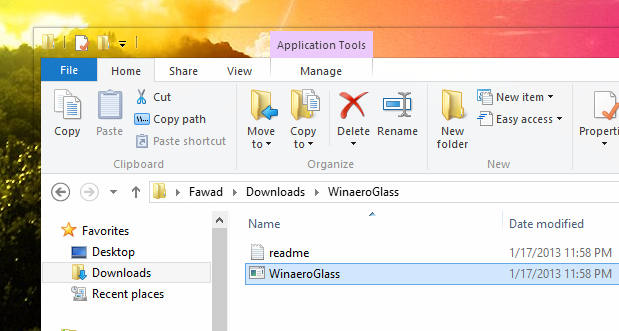 Application Tools
File Home Share View Manage
Copy
Paste
Cut
Copy path
Paste shortcut
Clipboard
Move to
Copy to
Delete
Rename
Organize
New folder
New item
Easy access
New
Properti
Fawad Downloads WinaeroGlass
Favorites
Desktop
Downloads
Recent places
Name Date modified
readme 1/17/2013 11:58 PM
WinaeroGlass 1/17/2013 11:58 PM